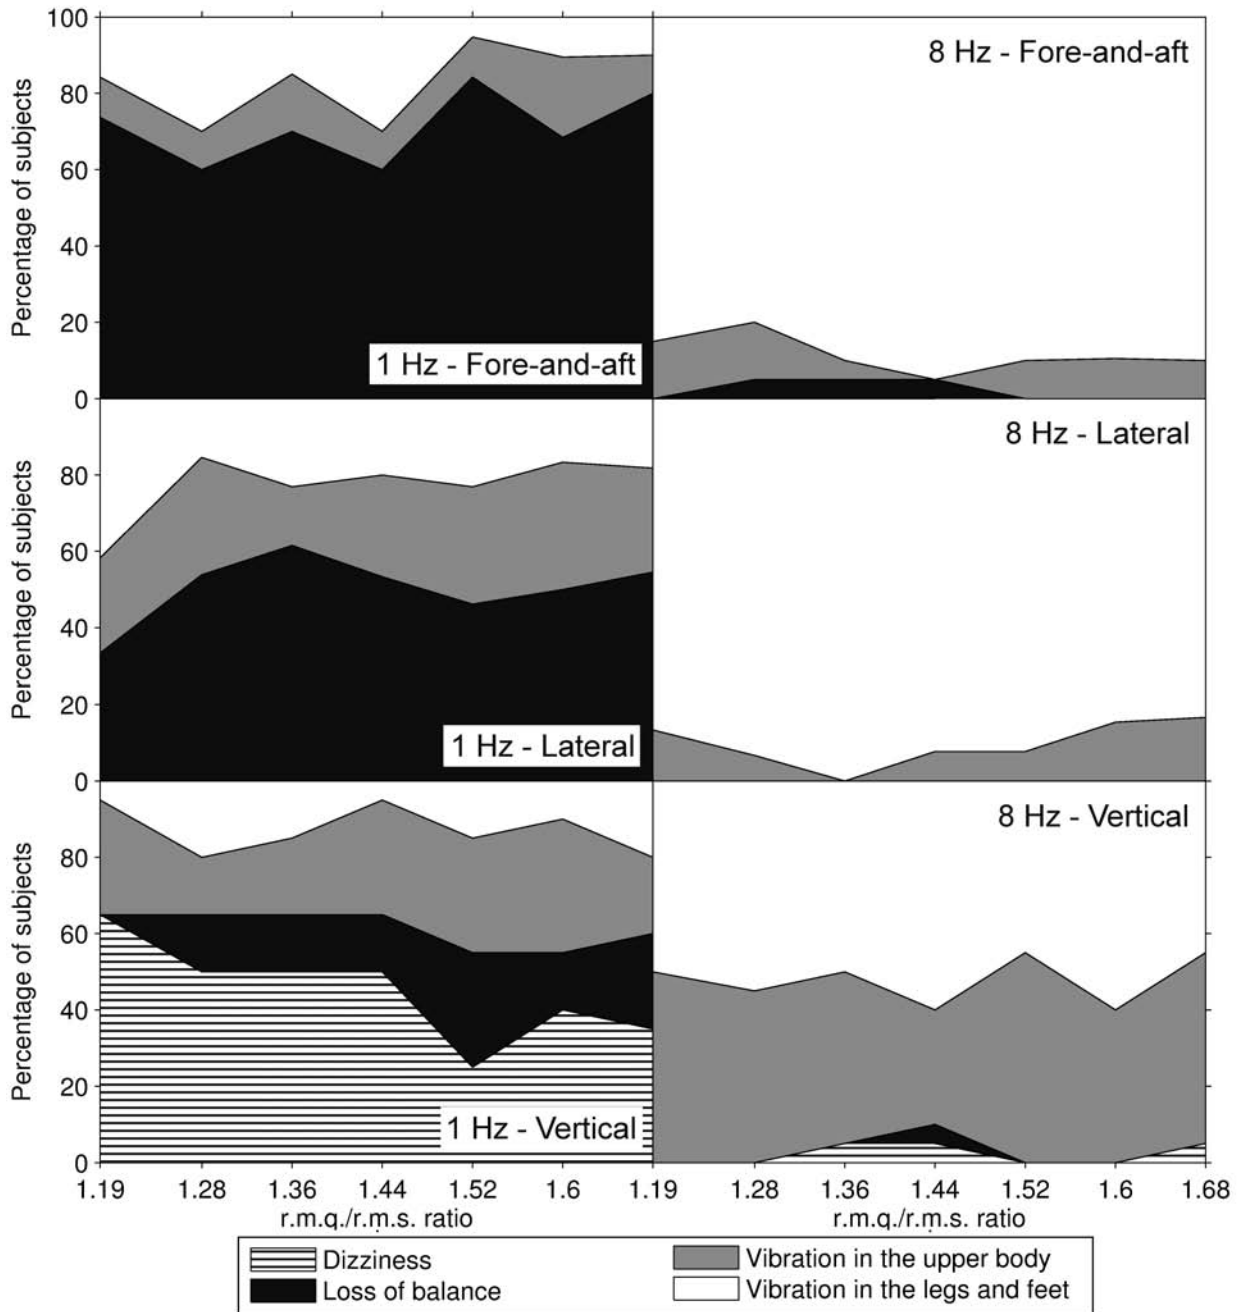 100
80
60
40
20
0
Percentage of subjects
1 Hz - Fore-and-aft
8 Hz - Fore-and-aft
80
60
40
20
0
Percentage of subjects
1 Hz - Lateral
8 Hz - Lateral
80
60
40
20
0
Percentage of subjects
1 Hz - Vertical
8 Hz - Vertical
1.19 1.28 1.36 1.44 1.52 1.6 1.19 1.28 1.36 1.44 1.52 1.6 1.68
r.m.q./r.m.s. ratio r.m.q./r.m.s. ratio
Dizziness Vibration in the upper body
Loss of balance Vibration in the legs and feet